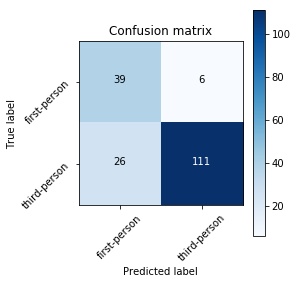 Confusion matrix
True label
first-person
39
6
third-person
26
111
first-person
third-person
Predicted label
100
80
60
40
20